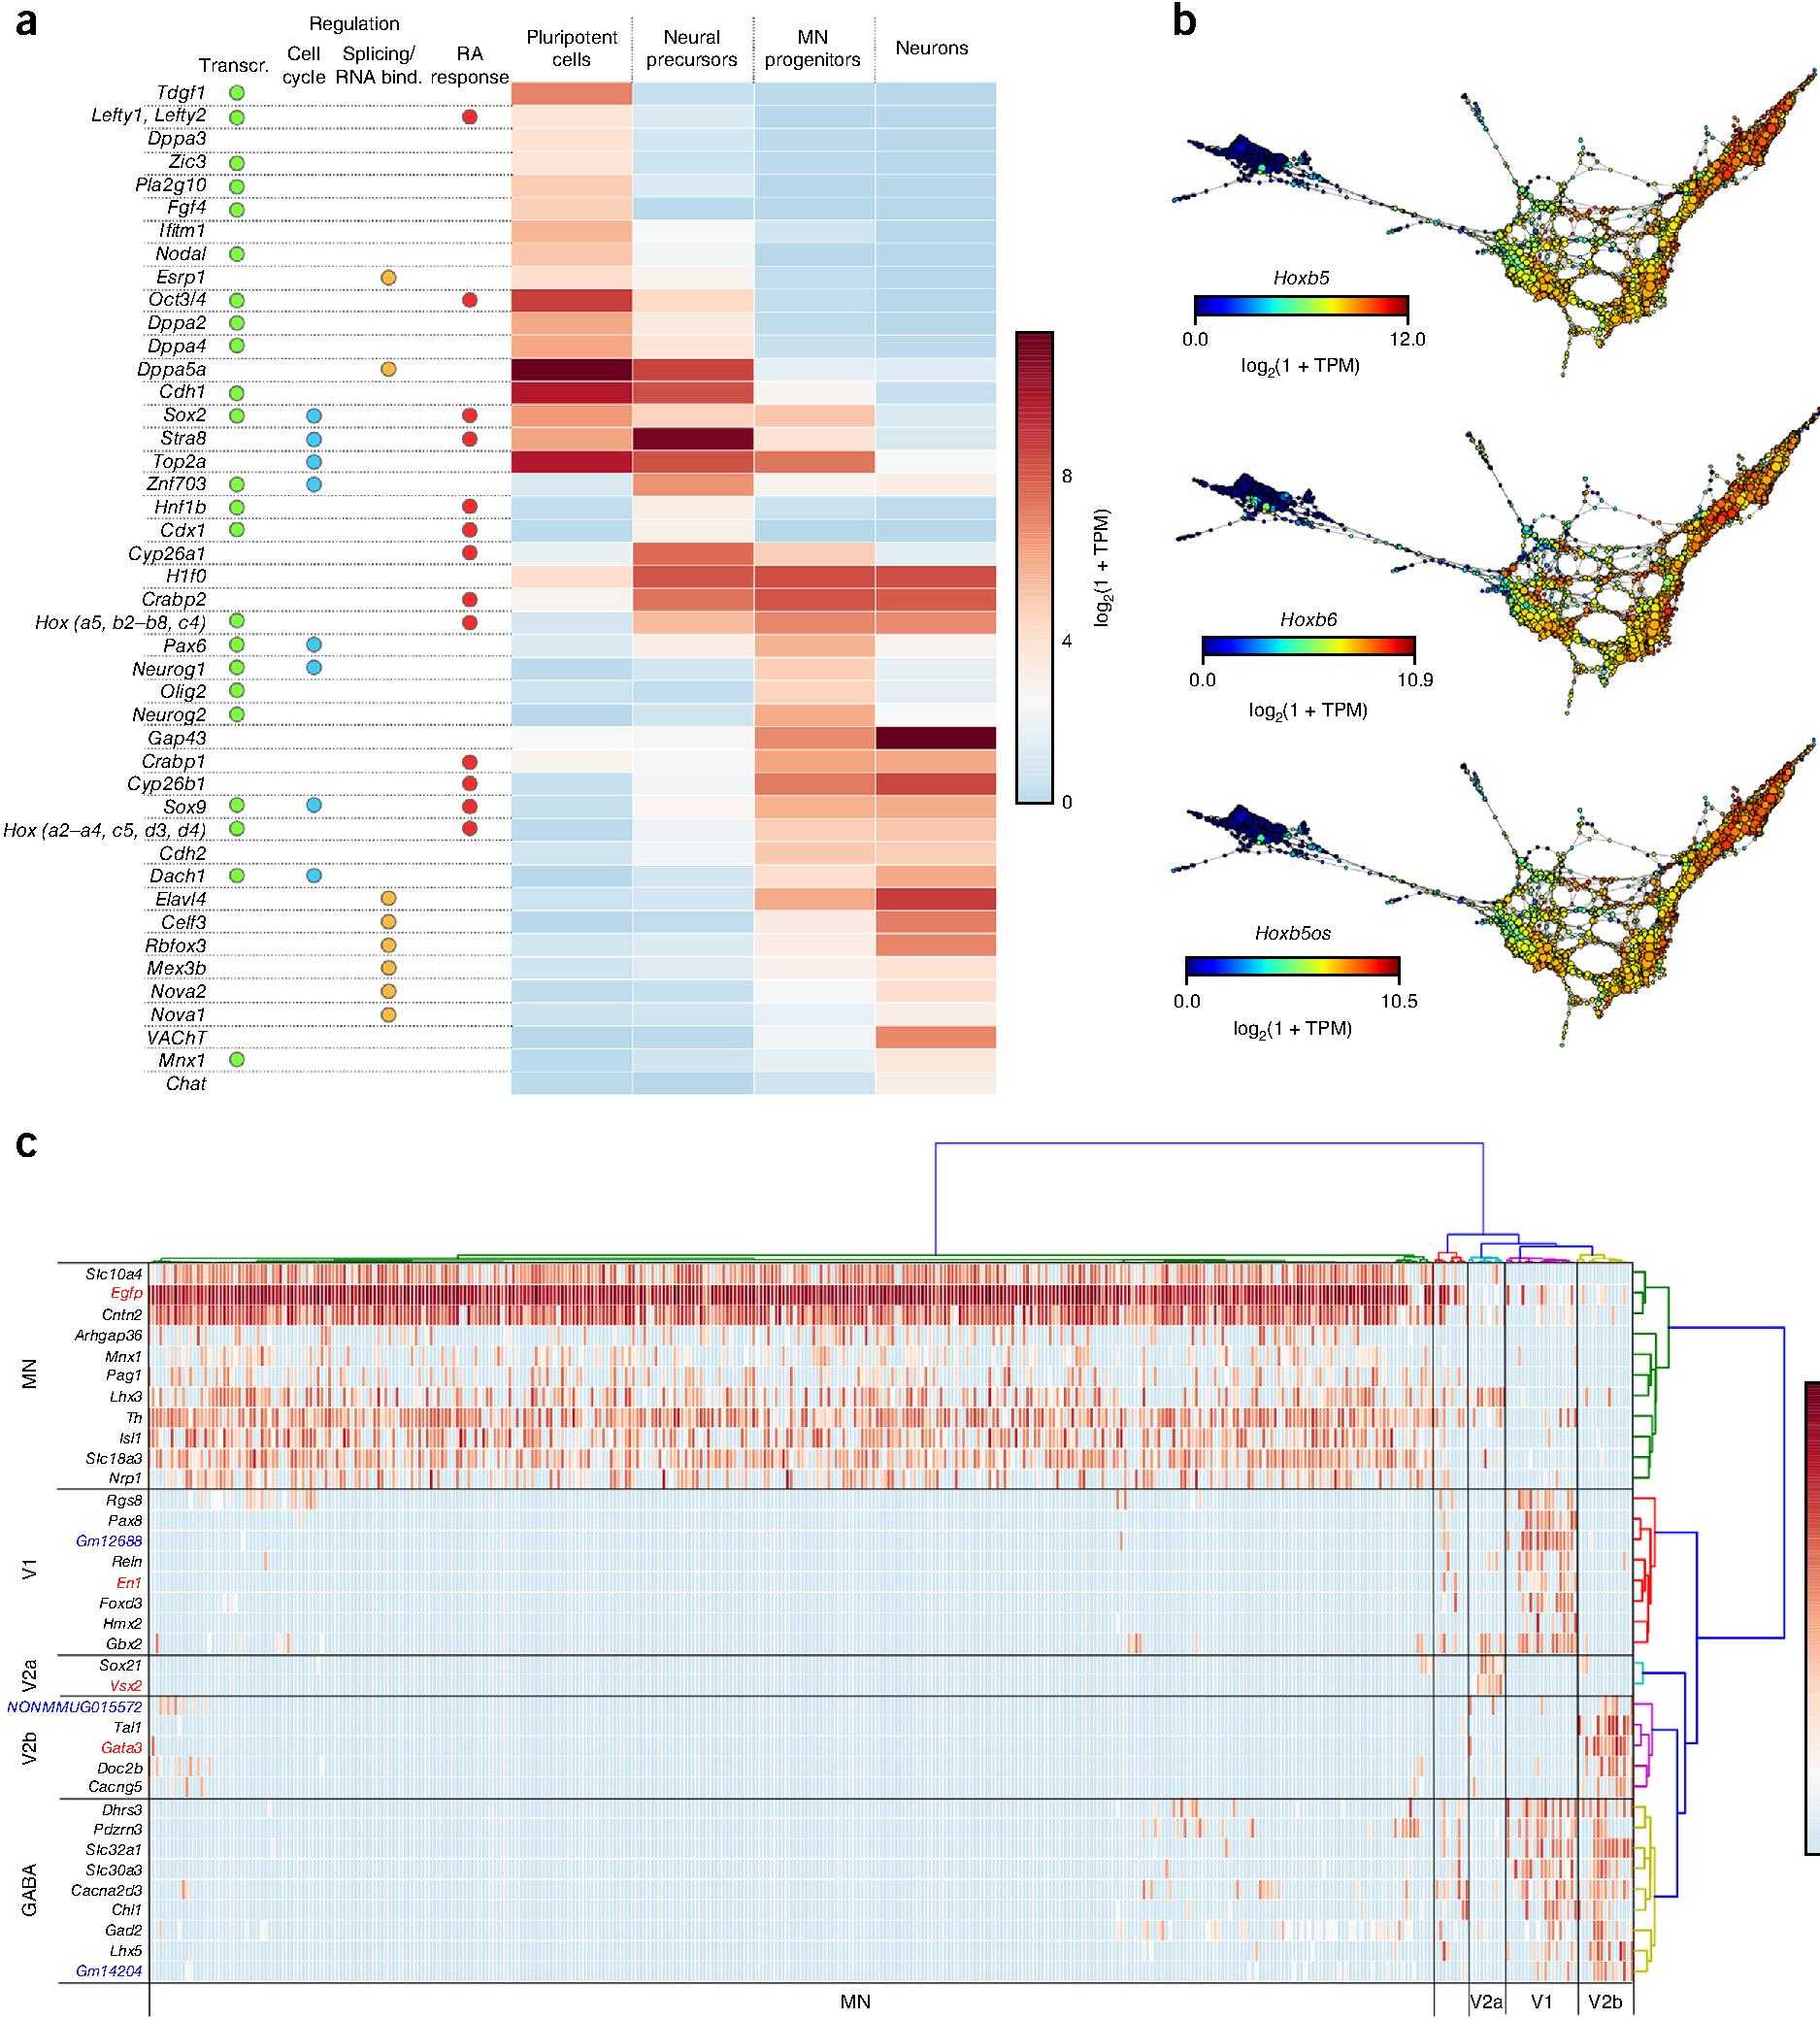 a
Regulation
Transcr.
Cell
cycle
Splicing/
RNA bind.
RA
response
Pluripotent
cells
Neural
precursors
MN
progenitors
Neurons
Tdgf1
Lefty1, Lefty2
Dppa3
Zic3
Pla2g10
Fgf4
Ifitm1
Nodal
Esrp1
Oct3/4
Dppa2
Dppa4
Dppa5a
Cdh1
Sox2
Stra8
Top2a
Znf703
Hnf1b
Cdx1
Cyp26a1
H1f0
Crabp2
Hox (a5, b2–b8, c4)
Pax6
Neurog1
Olig2
Neurog2
Gap43
Crabp1
Cyp26b1
Sox9
Hox (a2–a4, c5, d3, d4)
Cdh2
Dach1
Elavl4
Celf3
Rbfox3
Mex3b
Nova2
Nova1
VAChT
Mnx1
Chat
8
4
0
log2(1 + TPM)
b
Hoxb5
0.0 12.0
log2(1 + TPM)
Hoxb6
0.0 10.9
log2(1 + TPM)
Hoxb5os
0.0 10.5
log2(1 + TPM)
c
MN
Slc10a4
Egfp
Cntn2
Arhgap36
Mnx1
Pag1
Lhx3
Th
Isl1
Slc18a3
Nrp1
V1
Rgs8
Pax8
Gm12688
Reln
En1
Foxd3
Hmx2
Gbx2
V2a
Sox21
Vsx2
V2b
NONMMUG015572
Tal1
Gata3
Doc2b
Cacng5
GABA
Dhrs3
Pdzrn3
Slc32a1
Slc30a3
Cacna2d3
Chl1
Gad2
Lhx5
Gm14204
MN V2a V1 V2b